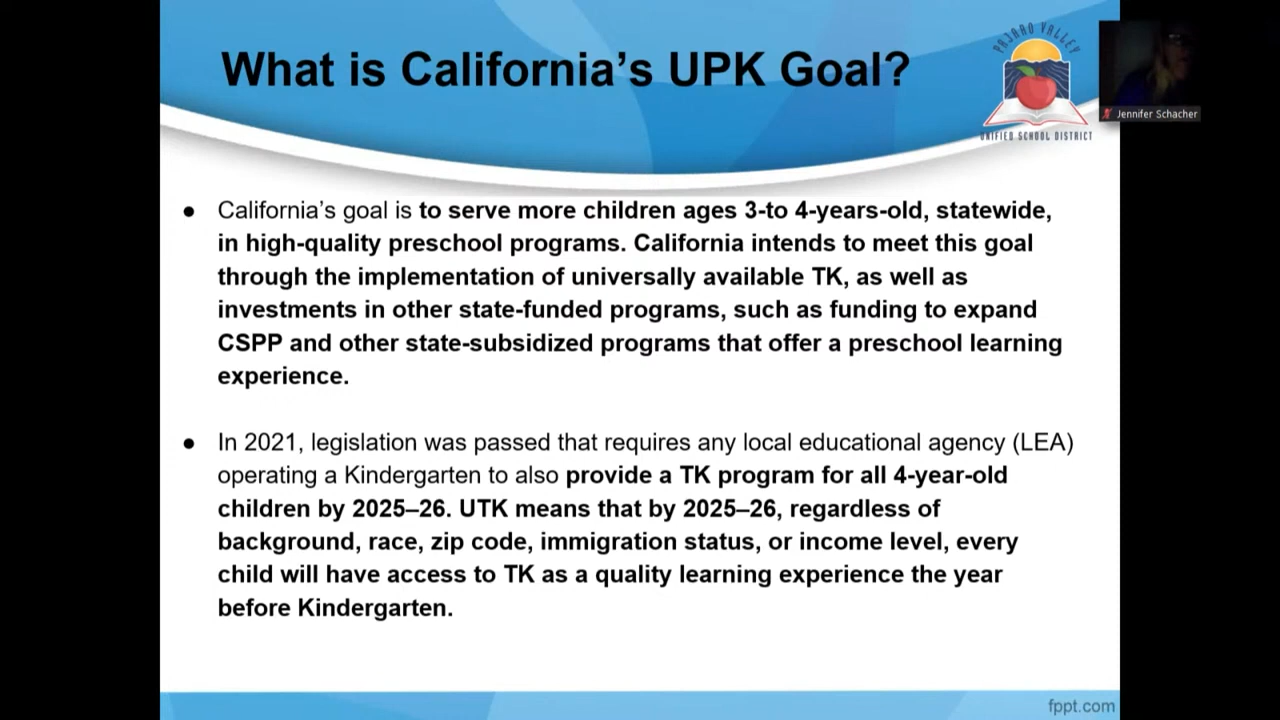 What is California’s UPK Goal?
PAJARO VALLEY
UNIFIED SCHOOL DISTRICT
Jennifer Schacher
● California’s goal is to serve more children ages 3-to 4-years-old, statewide,
in high-quality preschool programs. California intends to meet this goal
through the implementation of universally available TK, as well as
investments in other state-funded programs, such as funding to expand
CSPP and other state-subsidized programs that offer a preschool learning
experience.
● In 2021, legislation was passed that requires any local educational agency (LEA)
operating a Kindergarten to also provide a TK program for all 4-year-old
children by 2025–26. UTK means that by 2025–26, regardless of
background, race, zip code, immigration status, or income level, every
child will have access to TK as a quality learning experience the year
before Kindergarten.
fppt.com